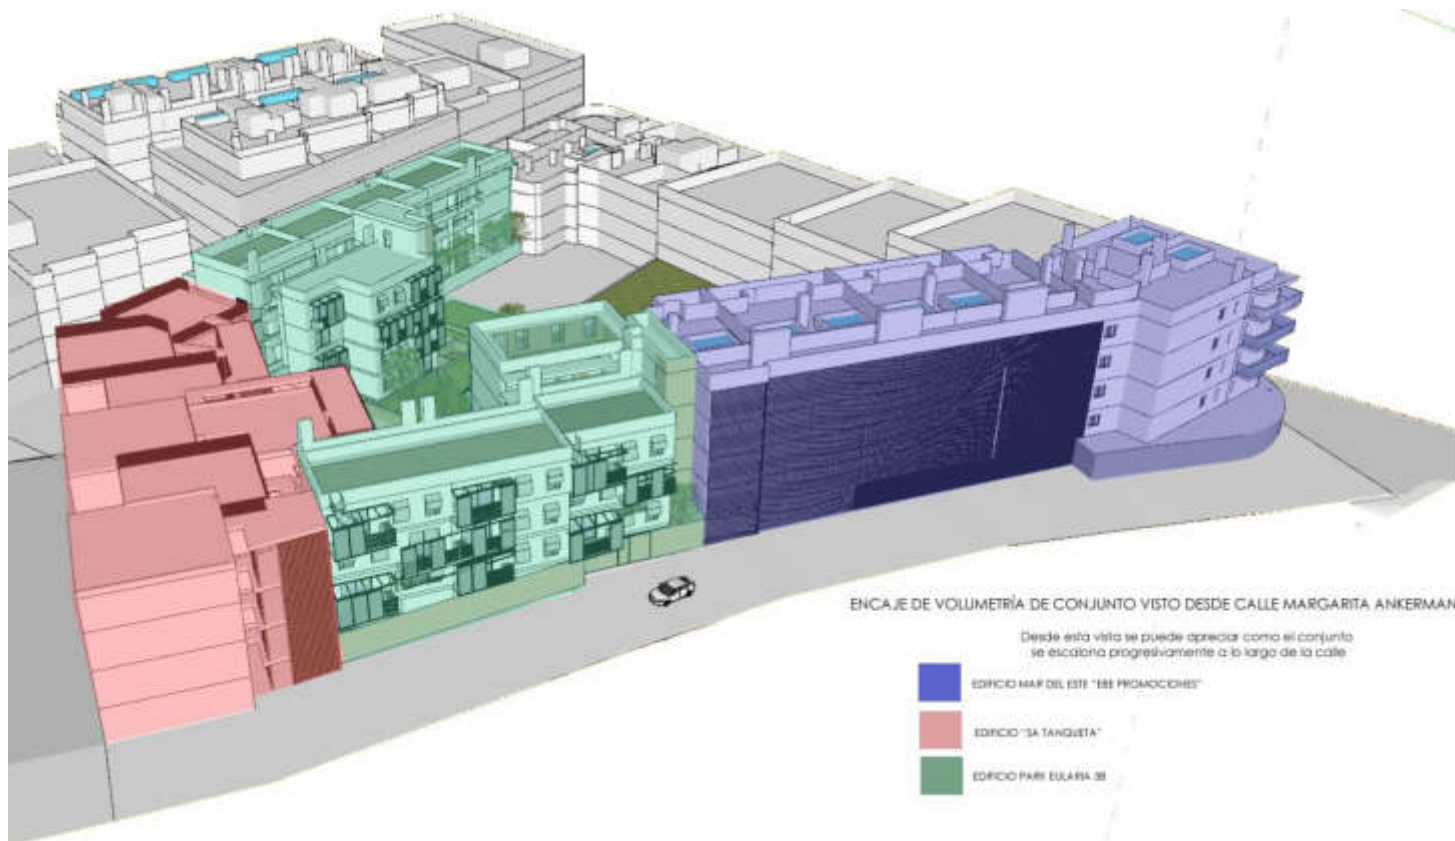 ENCAJE DE VOLUMETRÍA DE CONJUNTO VISTO DESDE CALLE MARGARITA ANKERMAN
Desde esta vista se puede apreciar como el conjunto
se escalona progresivamente a lo largo de la calle
EDIFICIO MAR DEL ESTE "EBE PROMOCIONES"
EDIFICIO "SA TANQUETA"
EDIFICIO PARK EULARIA 3B